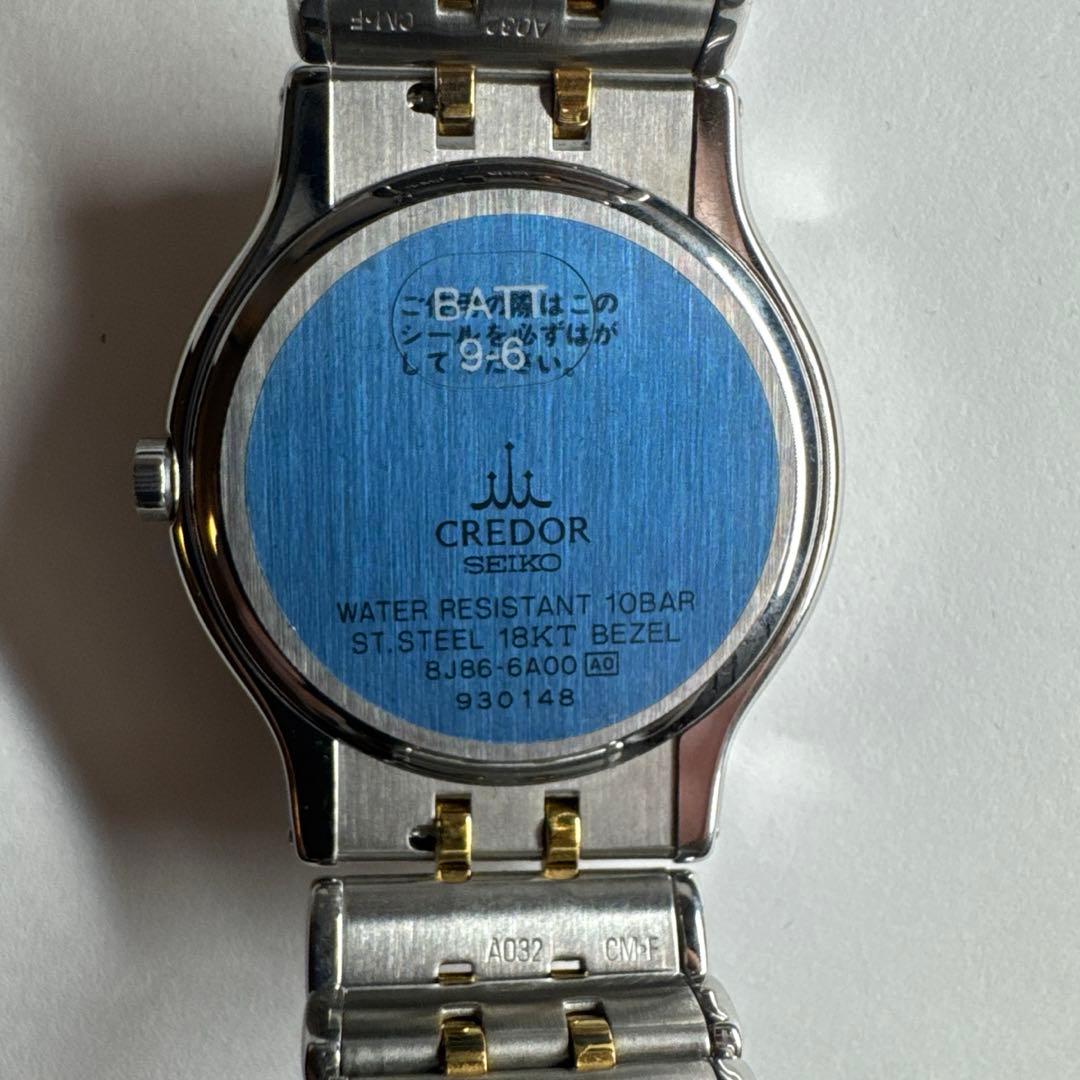 CM-F A032
BATT
9-6
ご使用の際はこの
シールを必ずはが
してください。
CREDOR
SEIKO
WATER RESISTANT 10BAR
ST.STEEL 18KT BEZEL
8J86-6A00 A0
930148
A032 CM-F